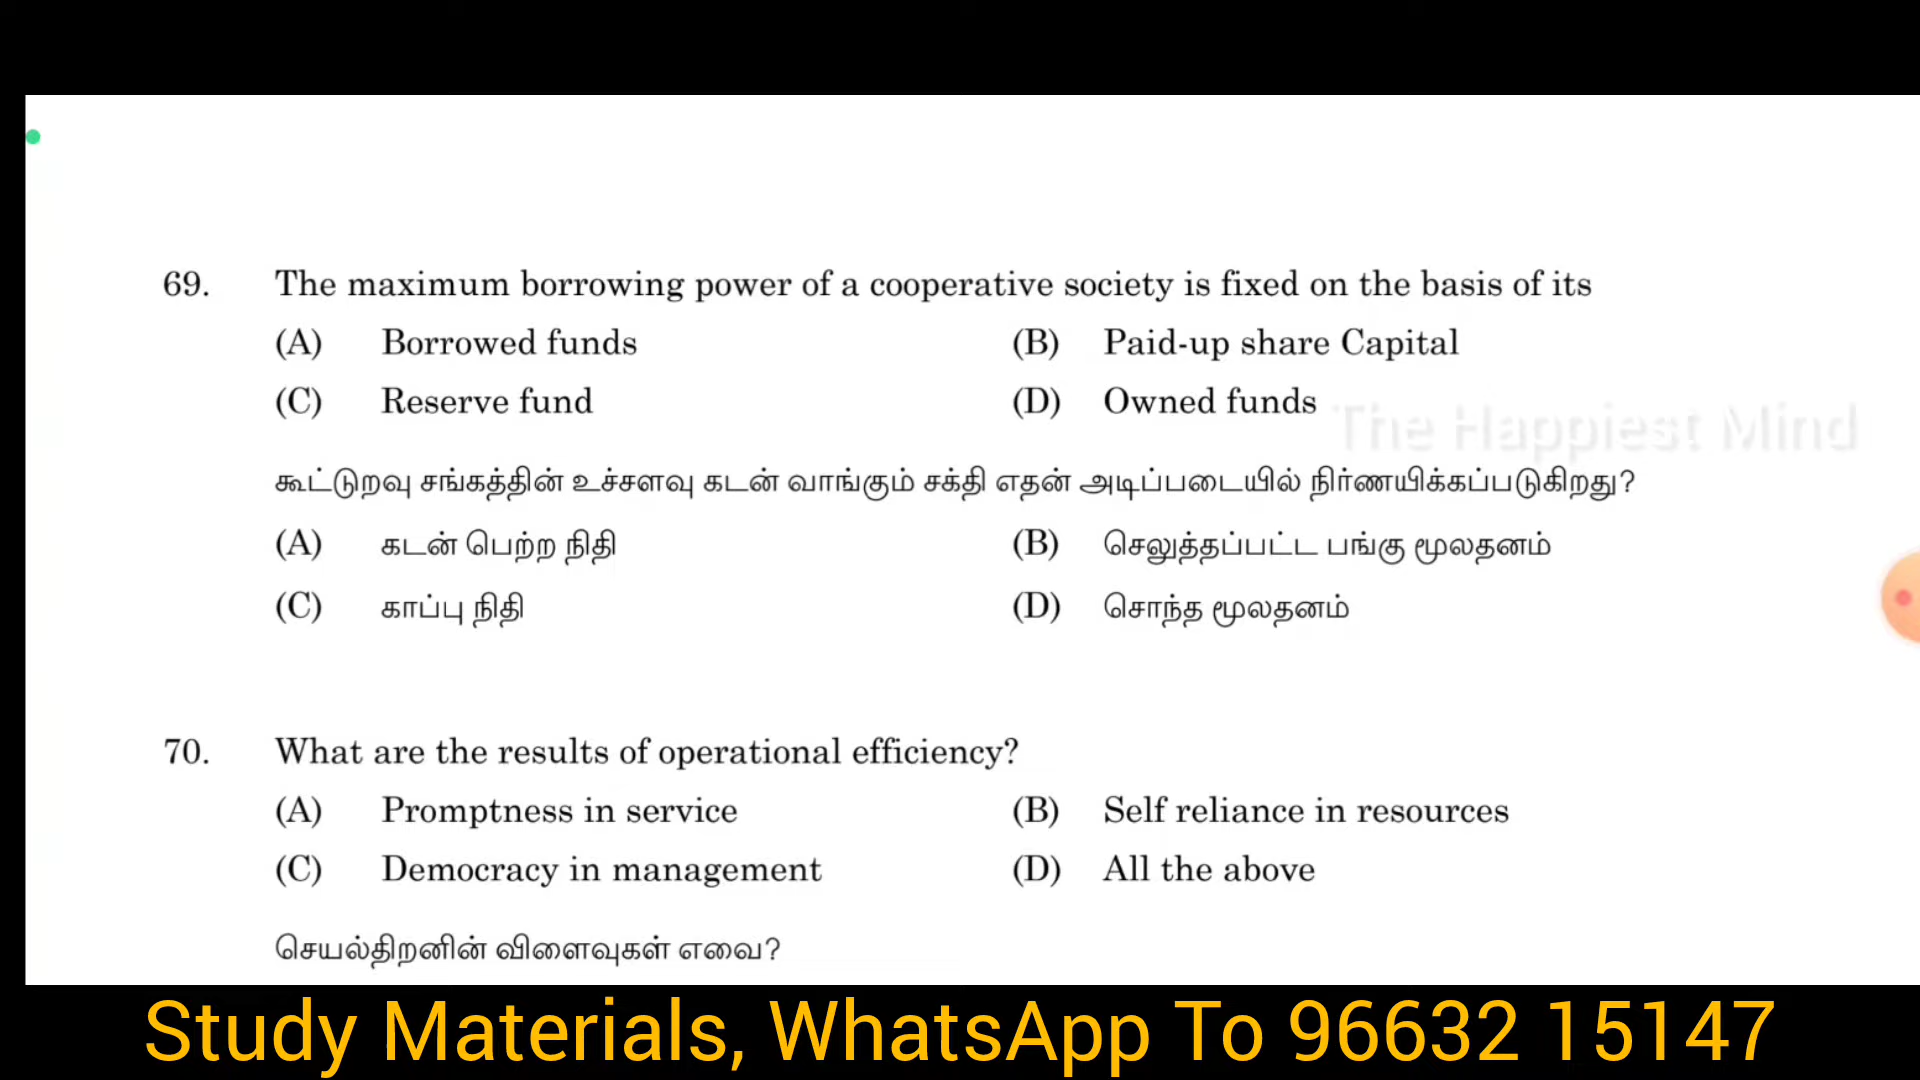 69. The maximum borrowing power of a cooperative society is fixed on the basis of its
(A) Borrowed funds (B) Paid-up share Capital
(C) Reserve fund (D) Owned funds
The Happiest Mind
கூட்டுறவு சங்கத்தின் உச்சளவு கடன் வாங்கும் சக்தி எதன் அடிப்படையில் நிர்ணயிக்கப்படுகிறது?
(A) கடன் பெற்ற நிதி (B) செலுத்தப்பட்ட பங்கு மூலதனம்
(C) காப்பு நிதி (D) சொந்த மூலதனம்
70. What are the results of operational efficiency?
(A) Promptness in service (B) Self reliance in resources
(C) Democracy in management (D) All the above
செயல்திறனின் விளைவுகள் எவை?
Study Materials, WhatsApp To 96632 15147